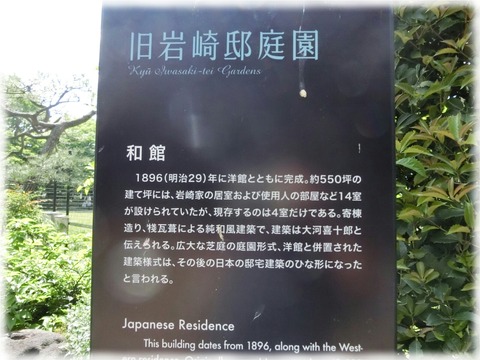 旧岩崎邸庭園
Kyū Iwasaki-tei Gardens
和館
1896(明治29)年に洋館とともに完成。約550坪の
建て坪には、岩崎家の居室および使用人の部屋など14室
が設けられていたが、現存するのは4室だけである。寄棟
造り、桟瓦葺による純和風建築で、建築は大河喜十郎と
伝えられる。広大な芝庭の庭園形式、洋館と併置された
建築様式は、その後の日本の邸宅建築のひな形になった
と言われる。
Japanese Residence
This building dates from 1896, along with the West-
ern residence.